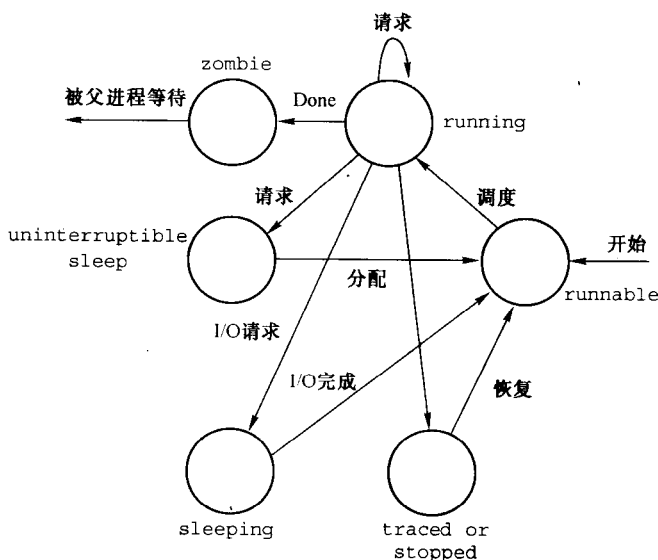 请求
zombie
被父进程等待
Done
running
请求
调度
uninterruptible
sleep
开始
分配
runnable
I/O请求
I/O完成
恢复
sleeping
traced or
stopped